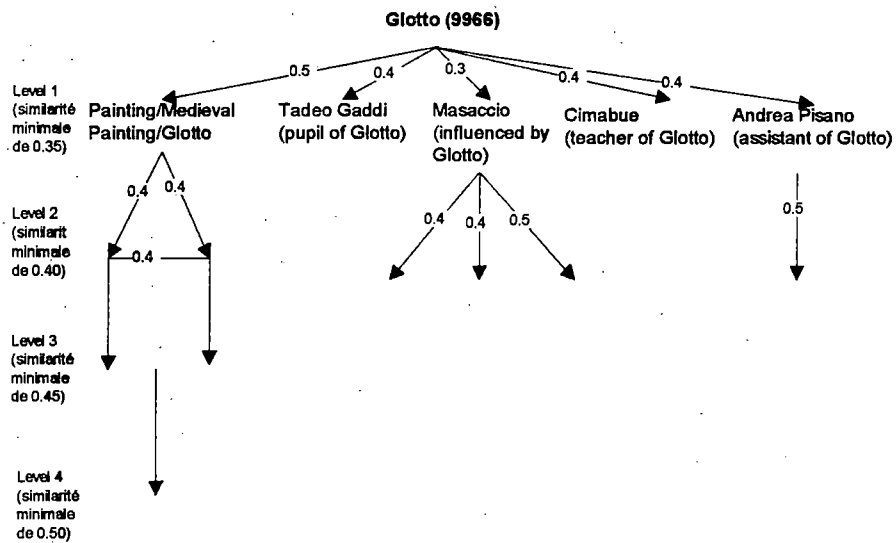 Glotto (9966)
0.5
0.4
0.3
0.4
0.4
Level 1
(similarité
minimale
de 0.35)
Painting/Medieval
Painting/Glotto
Tadeo Gaddi
(pupil of Glotto)
Masaccio
(influenced by
Glotto)
Cimabue
(teacher of Glotto)
Andrea Pisano
(assistant of Glotto)
0.4 0.4
0.4 0.4 0.5
0.5
Level 2
(similarit
minimale
de 0.40)
0.4
Level 3
(similarité
minimale
de 0.45)
Level 4
(similarité
minimale
de 0.50)